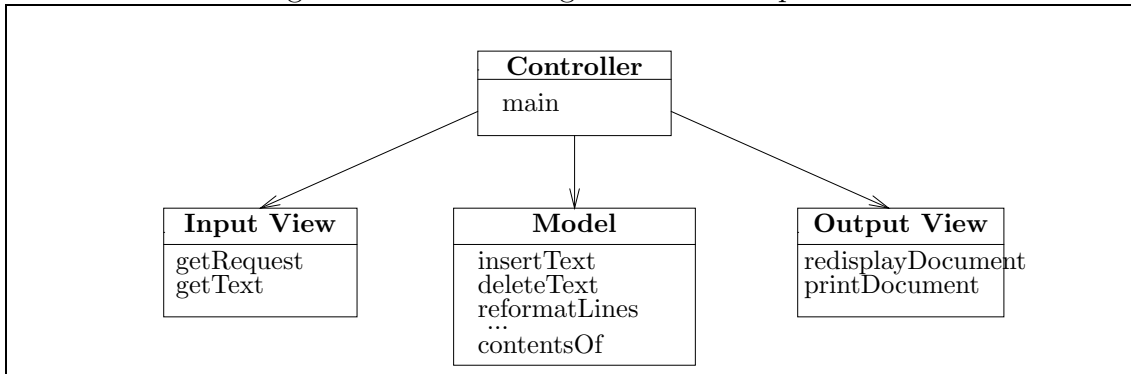 Controller
main
Input View
getRequest
getText
Model
insertText
deleteText
reformatLines
...
contentsOf
Output View
redisplayDocument
printDocument